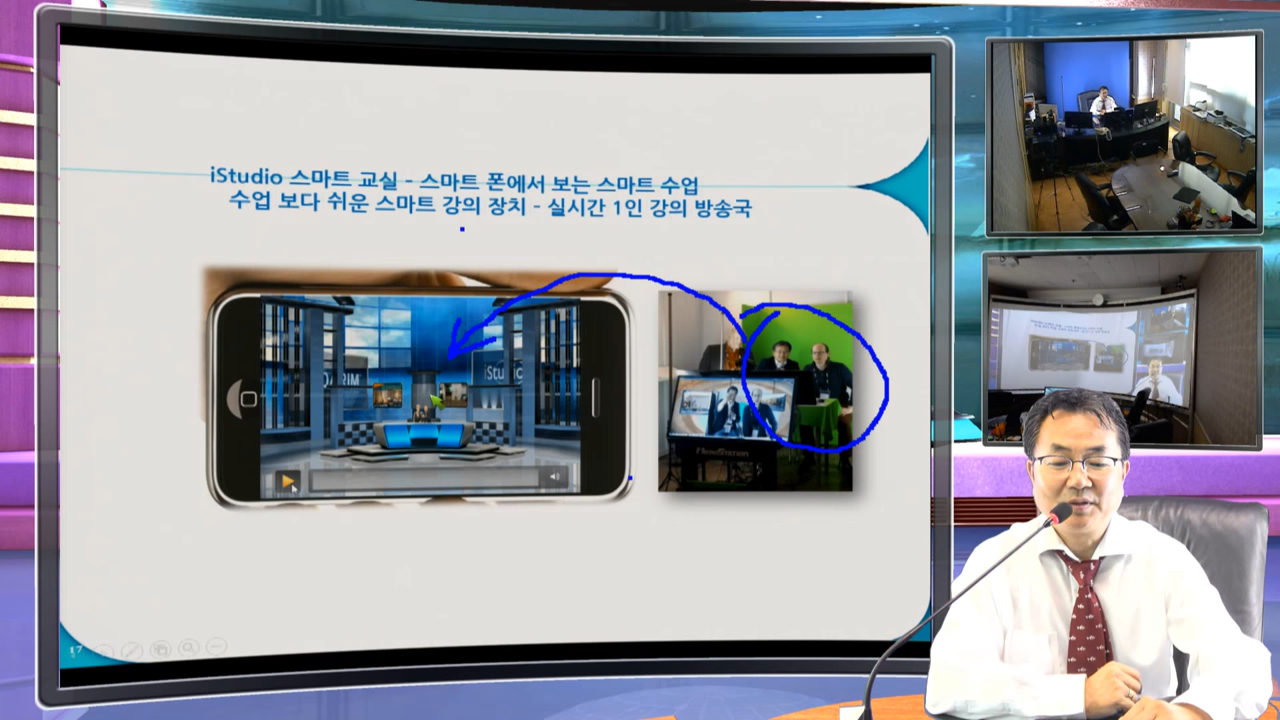 iStudio 스마트 교실 - 스마트 폰에서 보는 스마트 수업
수업 보다 쉬운 스마트 강의 장치 - 실시간 1인 강의 방송국
iStudio
17